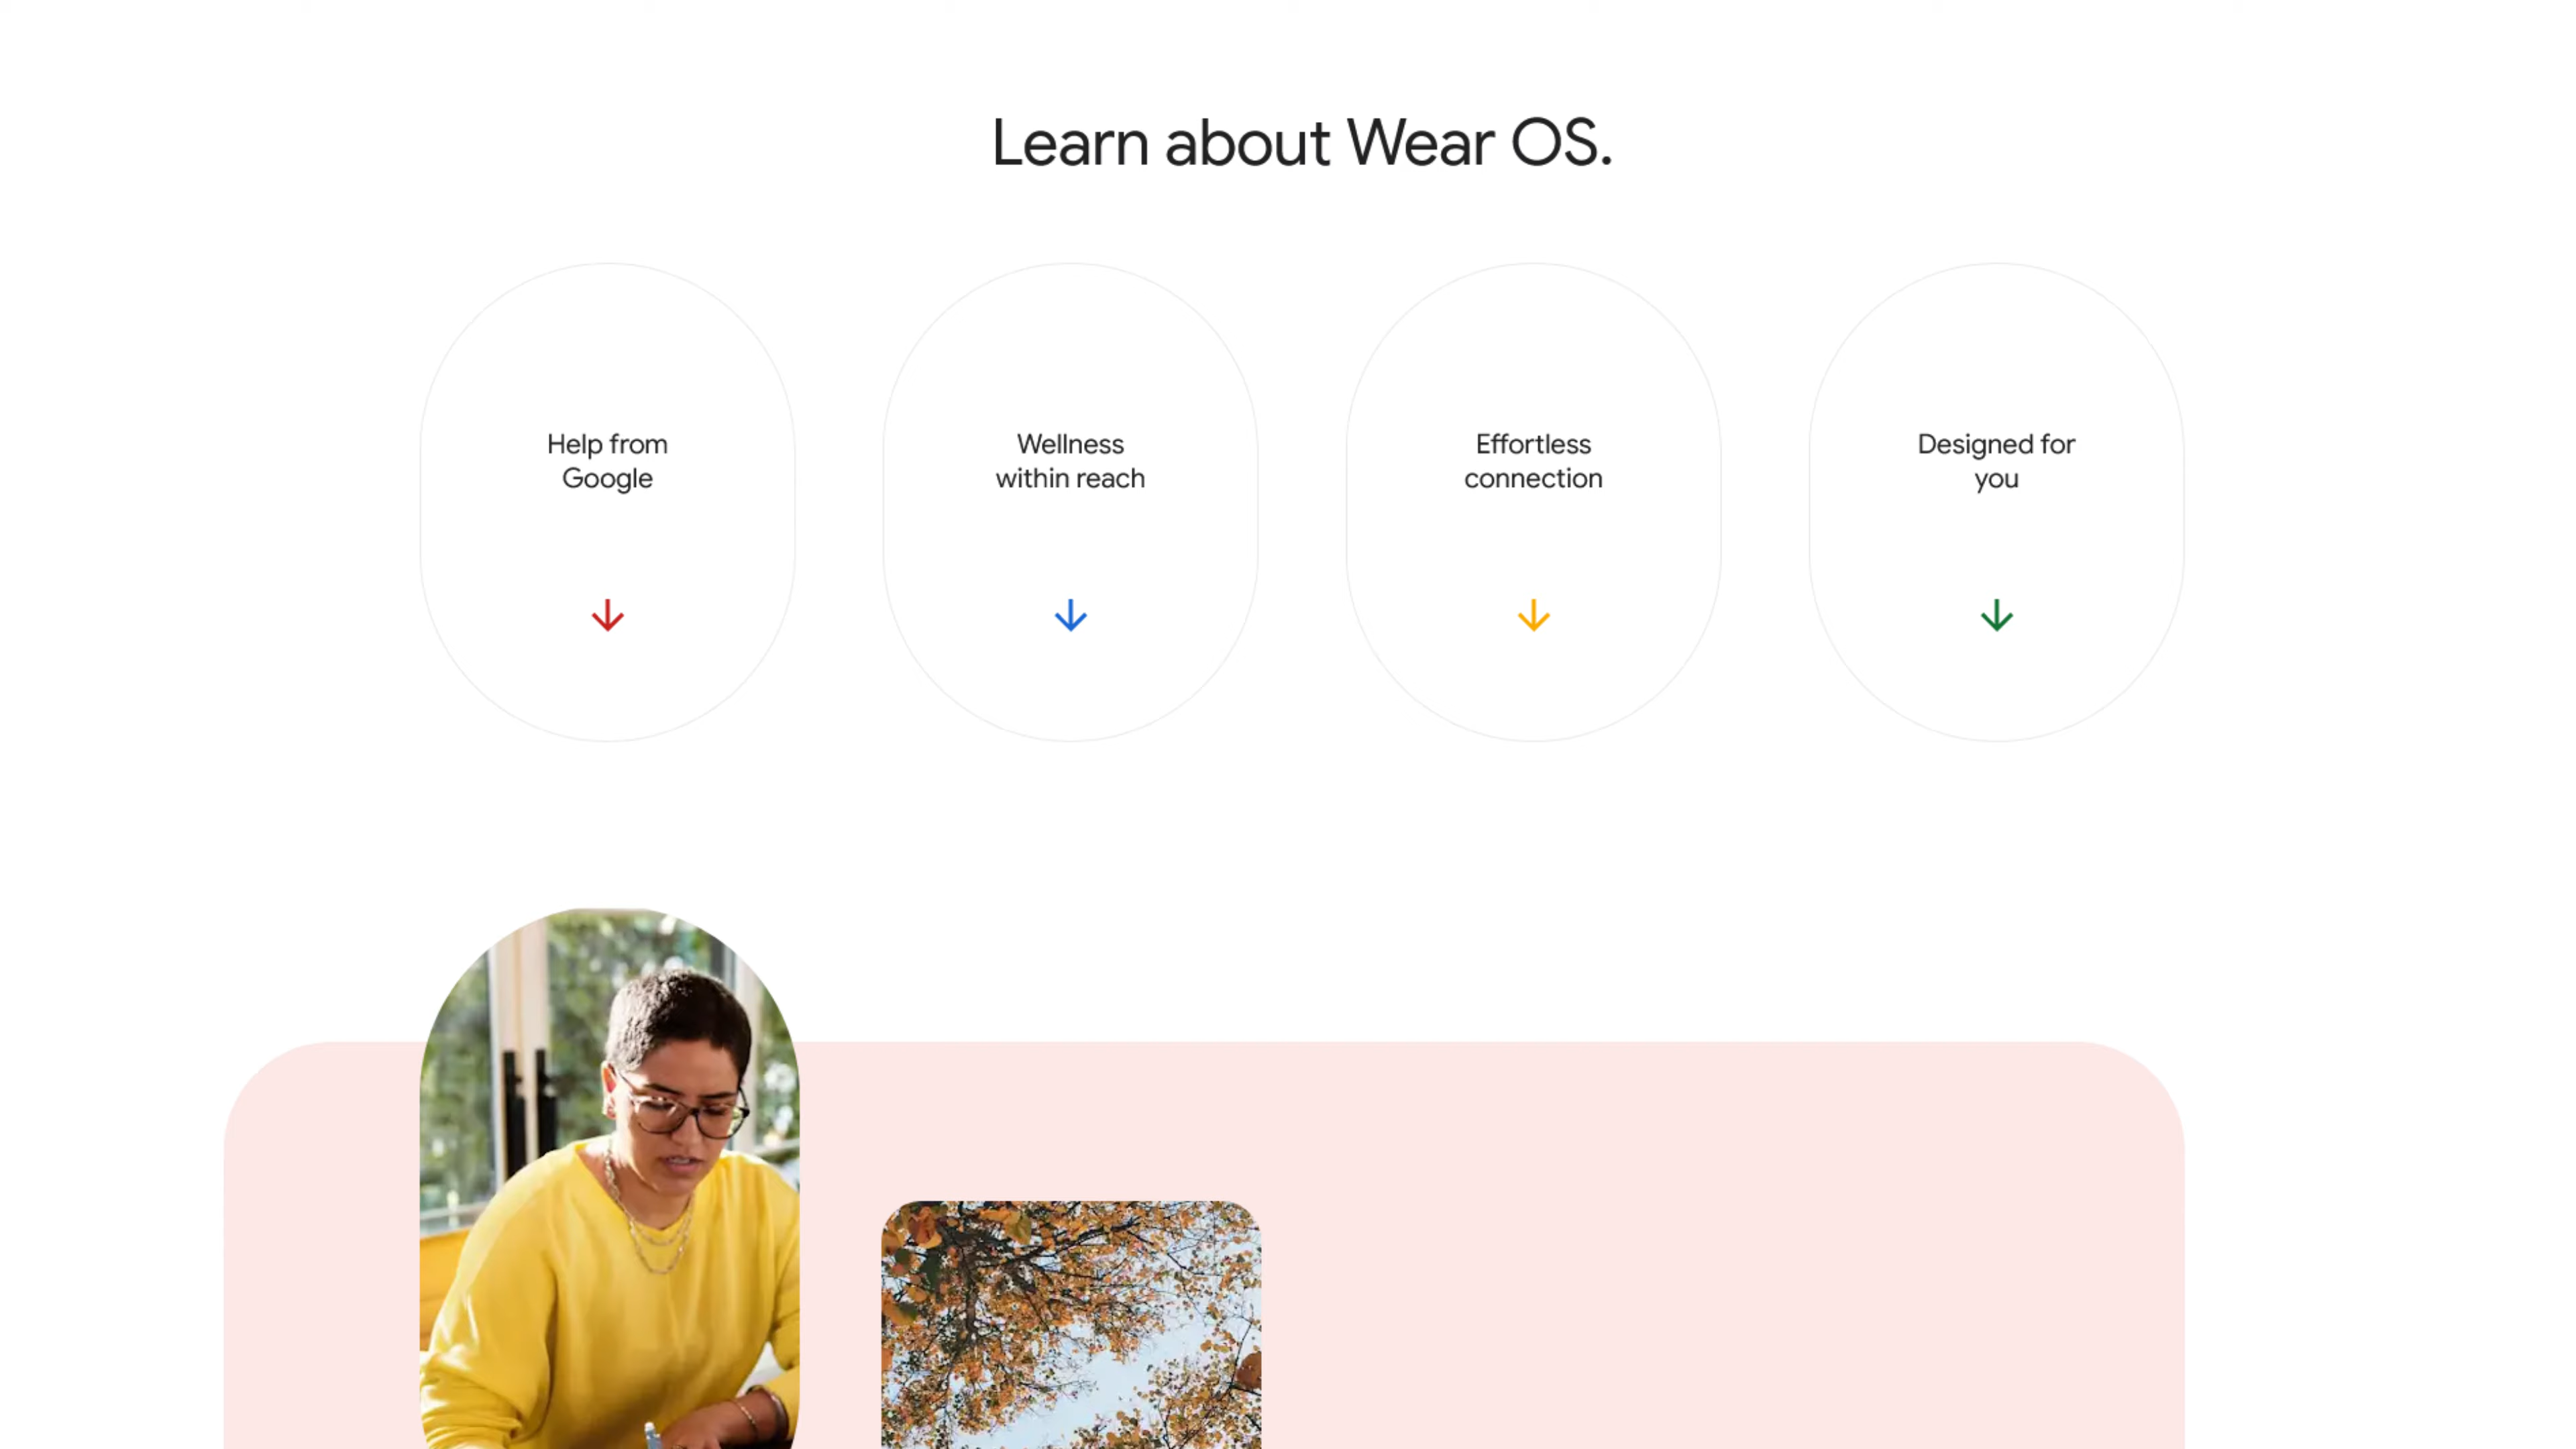 Learn about Wear OS.
Help from
Google
Wellness
within reach
Effortless
connection
Designed for
you